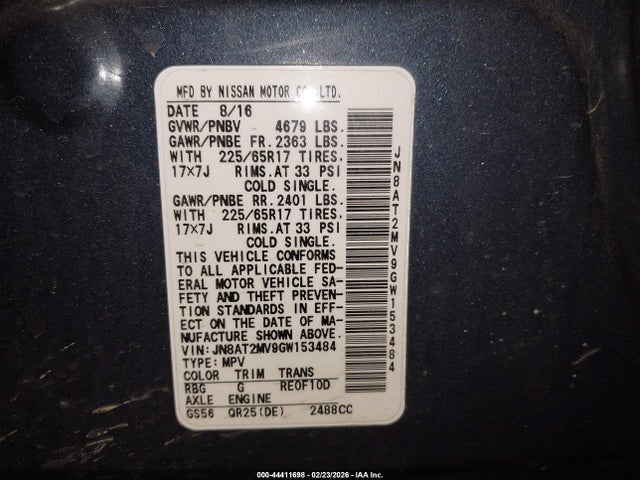 MFD BY NISSAN MOTOR CO.,LTD.
DATE 8/16
GVWR/PNBV 4679 LBS.
GAWR/PNBE FR. 2363 LBS.
WITH 225/65R17 TIRES,
17×7J RIMS.AT 33 PSI
COLD SINGLE.
GAWR/PNBE RR. 2401 LBS.
WITH 225/65R17 TIRES,
17×7J RIMS.AT 33 PSI
COLD SINGLE.
THIS VEHICLE CONFORMS
TO ALL APPLICABLE FED-
ERAL MOTOR VEHICLE SA-
FETY AND THEFT PREVEN-
TION STANDARDS IN EFF-
ECT ON THE DATE OF MA-
NUFACTURE SHOWN ABOVE.
VIN:JN8AT2MV9GW153484
TYPE:MPV
COLOR TRIM TRANS
RBG G RE0F10D
AXLE ENGINE
GS56 QR25(DE) 2488CC
JN8AT2MV9GW153484
000-44411698 - 02/23/2026 - IAA Inc.